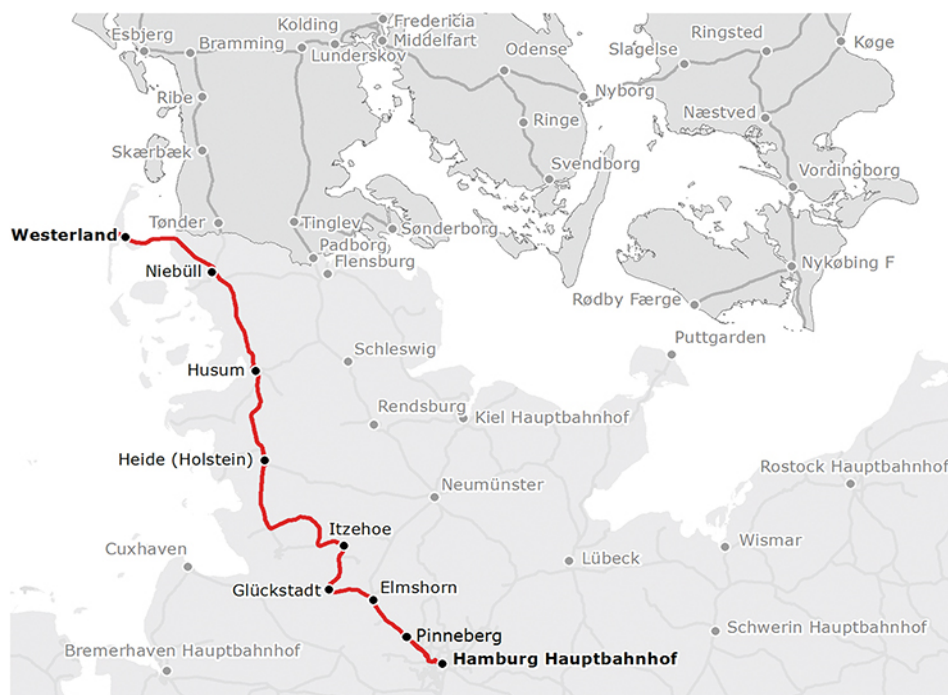 Esbjerg
Bramming
Kolding
Lunderskov
Fredericia
Middelfart
Odense
Slagelse
Ringsted
Køge
Ribe
Nyborg
Ringe
Næstved
Skærbæk
Svendborg
Vordingborg
Westerland
Tønder
Tinglev
Sønderborg
Padborg
Flensburg
Niebüll
Nykøbing F
Rødby Færge
Puttgarden
Schleswig
Husum
Rendsburg
Kiel Hauptbahnhof
Heide (Holstein)
Neumünster
Rostock Hauptbahnhof
Itzehoe
Cuxhaven
Lübeck
Wismar
Glückstadt
Elmshorn
Pinneberg
Schwerin Hauptbahnhof
Bremerhaven Hauptbahnhof
Hamburg Hauptbahnhof